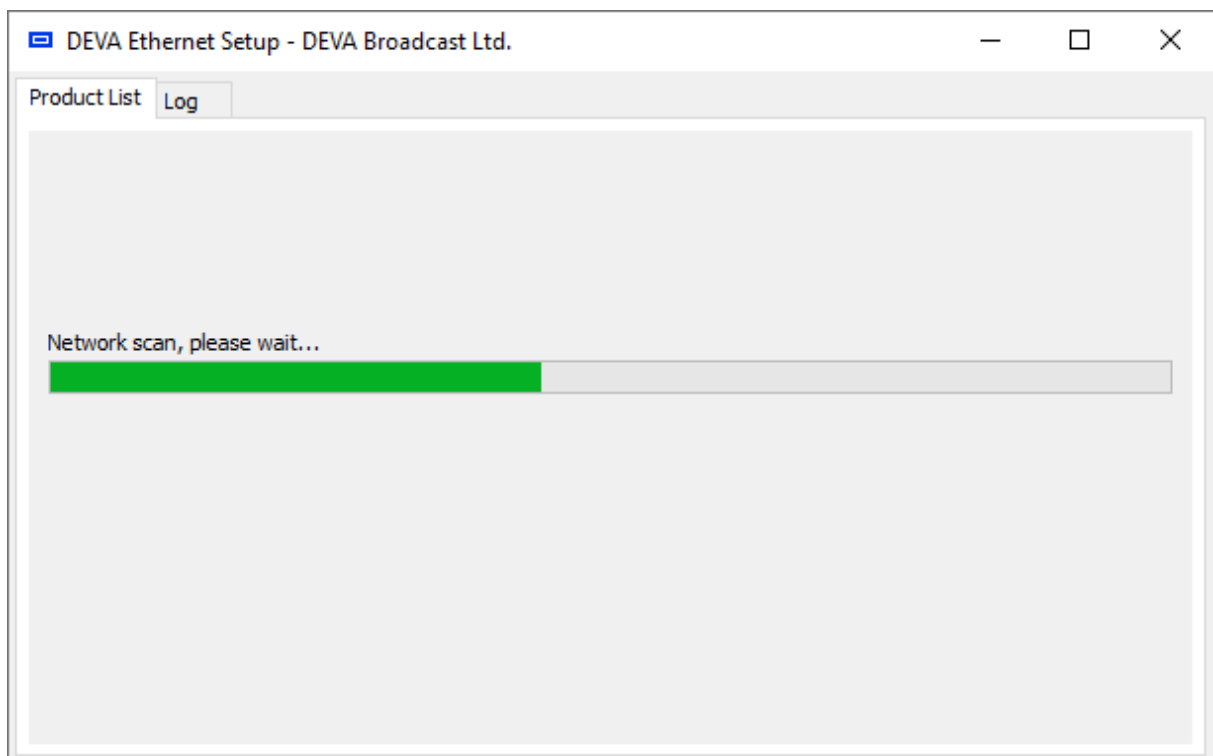 DEVA Ethernet Setup - DEVA Broadcast Ltd.
Product List Log
Network scan, please wait...